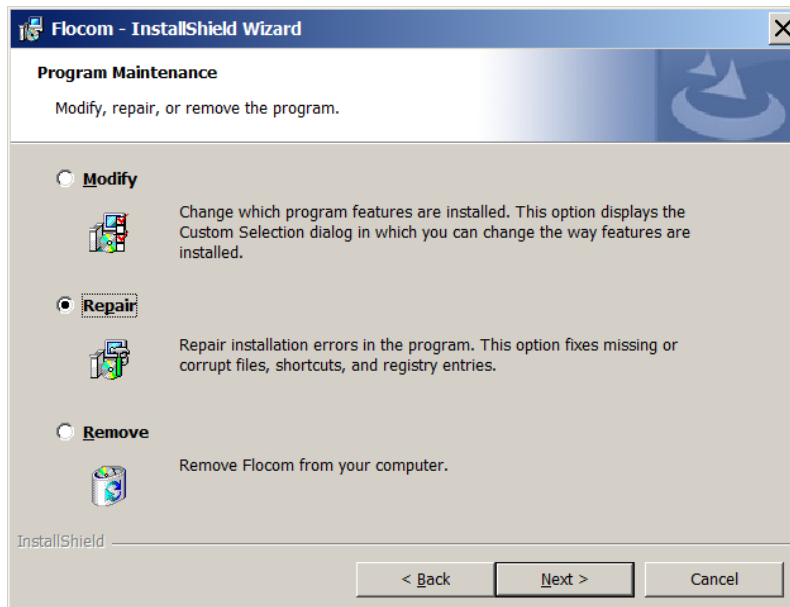 Flocom - InstallShield Wizard
Program Maintenance
Modify, repair, or remove the program.
Modify
Change which program features are installed. This option displays the
Custom Selection dialog in which you can change the way features are
installed.
Repair
Repair installation errors in the program. This option fixes missing or
corrupt files, shortcuts, and registry entries.
Remove
Remove Flocom from your computer.
InstallShield
< Back
Next >
Cancel